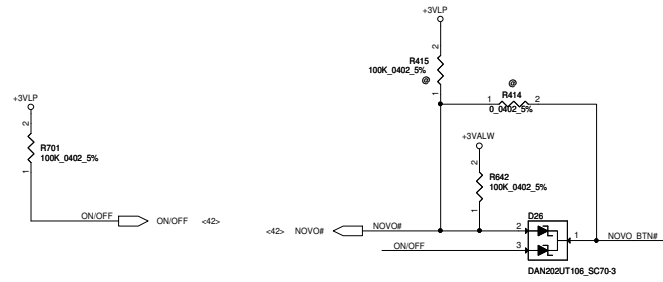 +3VLP
2
R415
100K_0402_5%
@
1
@
R414
1 2
0_0402_5%
+3VLP
2
R701
100K_0402_5%
1
+3VALW
2
R642
100K_0402_5%
1
ON/OFF
ON/OFF <42>
<42> NOVO#
NOVO#
ON/OFF
D26
2
3
1
NOVO_BTN#
DAN202UT106_SC70-3